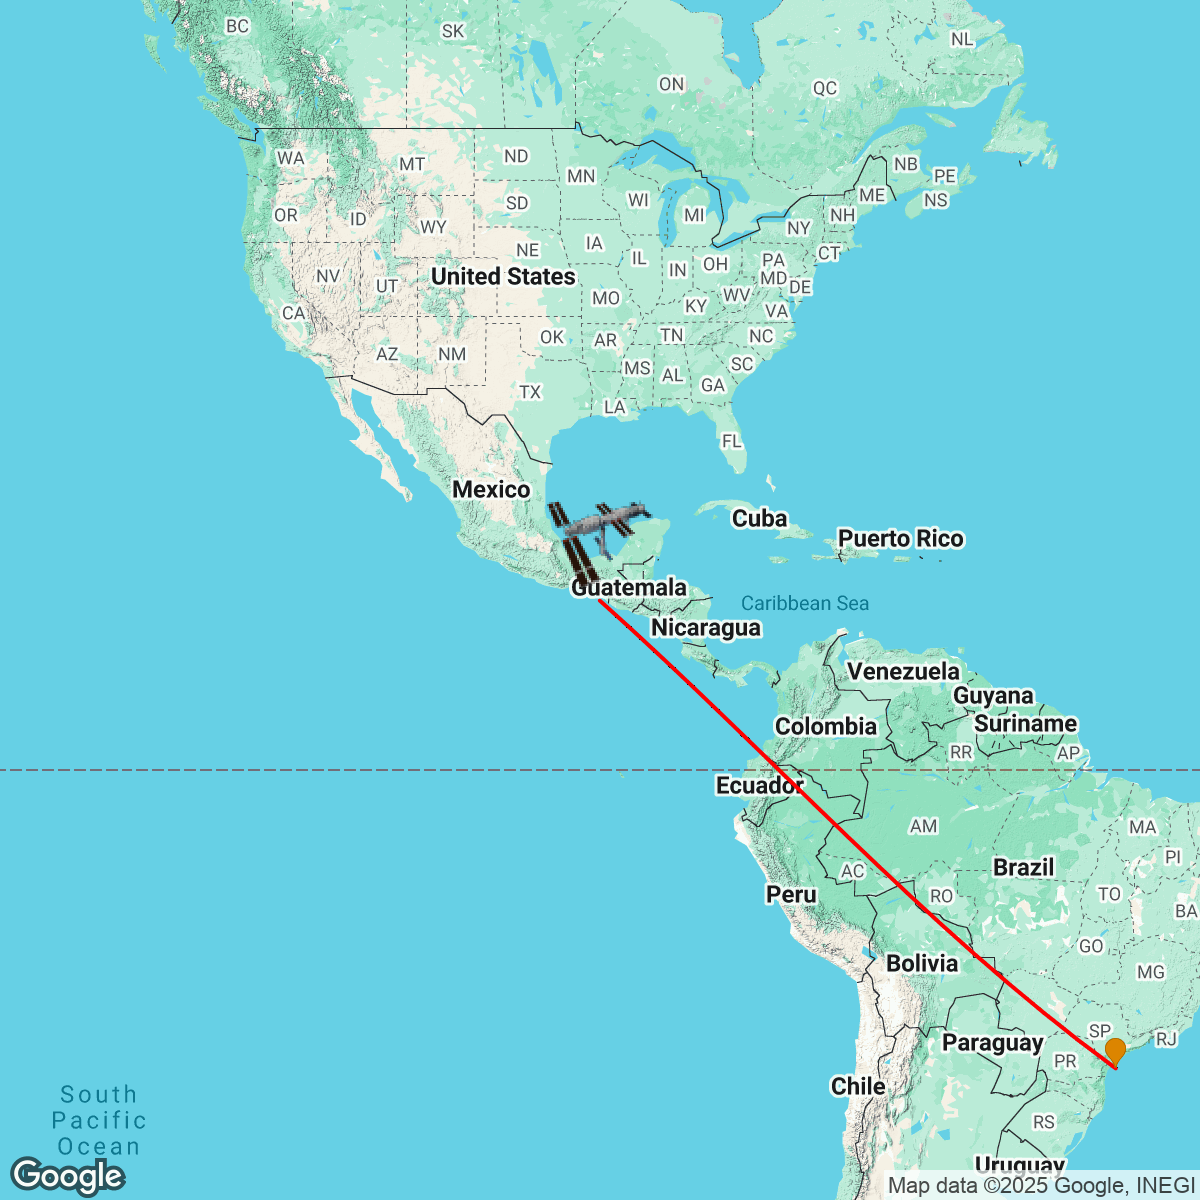 BC
SK
NL
ON
QC
WA
MT
ND
MN
NB
PE
ME
NS
OR
ID
SD
WI
MI
NH
WY
NY
NE
IA
CT
NV
UT
United States
IL
IN
OH
PA
MD
DE
MO
WV
KY
CA
VA
OK
AR
TN
NC
AZ
NM
MS
AL
SC
GA
TX
LA
FL
Mexico
Cuba
Puerto Rico
Guatemala
Caribbean Sea
Nicaragua
Venezuela
Guyana
Colombia
Suriname
RR
AP
Ecuador
AM
MA
PI
AC
Brazil
Peru
RO
TO
BA
GO
Bolivia
MG
SP
Paraguay
RJ
PR
Chile
South
Pacific
Ocean
RS
Uruguay
Google
Map data ©2025 Google, INEGI